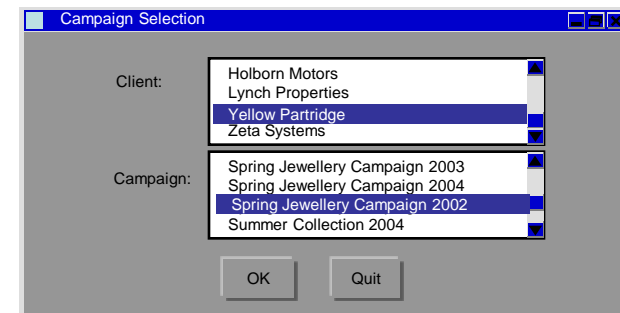 Campaign Selection
Client:
Holborn Motors
Lynch Properties
Yellow Partridge
Zeta Systems
Campaign:
Spring Jewellery Campaign 2003
Spring Jewellery Campaign 2004
Spring Jewellery Campaign 2002
Summer Collection 2004
OK Quit